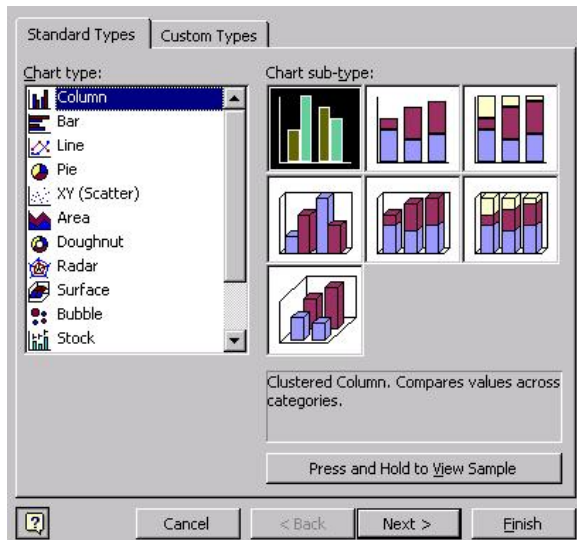 Standard Types
Custom Types
Chart type:
Column
Bar
Line
Pie
XY (Scatter)
Area
Doughnut
Radar
Surface
Bubble
Stock
Chart sub-type:
Clustered Column. Compares values across
categories.
Press and Hold to View Sample
?
Cancel
< Back
Next >
Finish